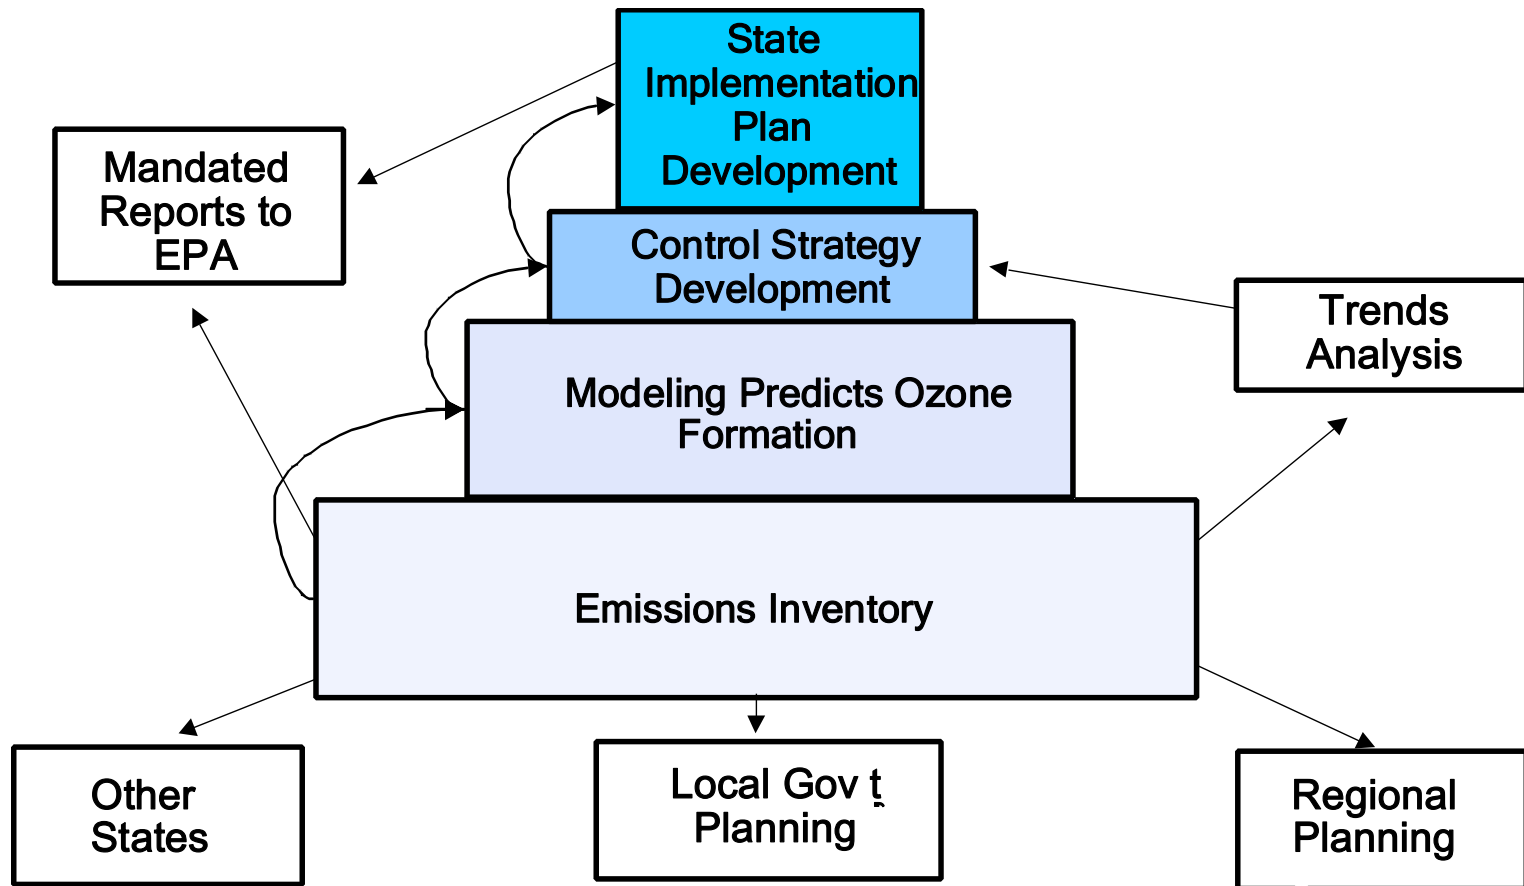 State
Implementation
Plan
Development
Mandated
Reports to
EPA
Control Strategy
Development
Trends
Analysis
Modeling Predicts Ozone
Formation
Emissions Inventory
Other
States
Local Gov t
Planning
Regional
Planning